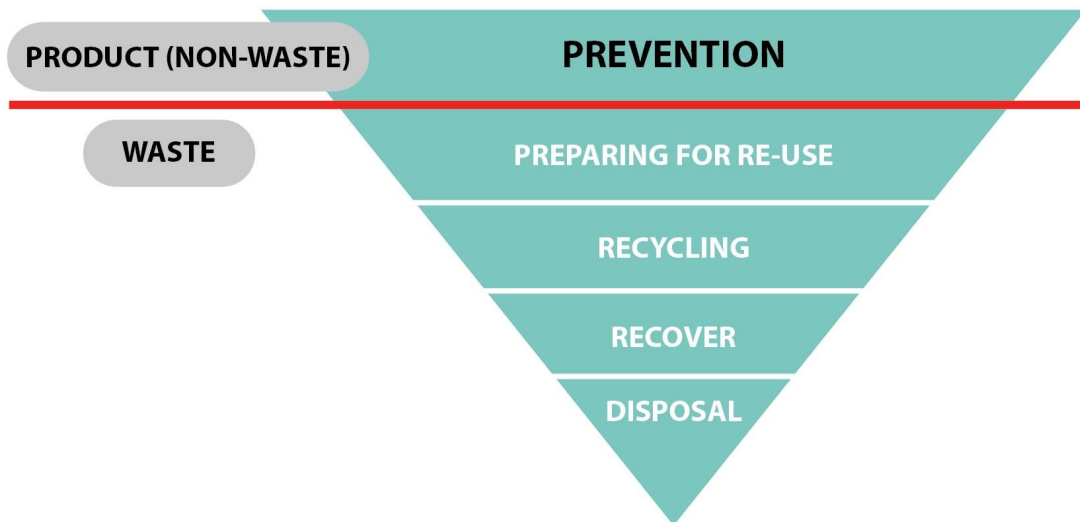 PRODUCT (NON-WASTE)
PREVENTION
WASTE
PREPARING FOR RE-USE
RECYCLING
RECOVER
DISPOSAL